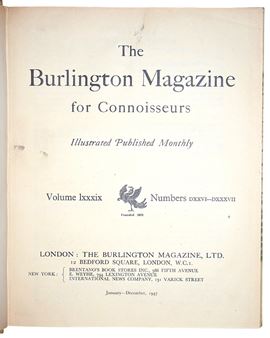 The
Burlington Magazine
for Connoisseurs
Illustrated Published Monthly
Volume lxxxix Numbers DXXVI—DXXXVII
Founded 1903
LONDON: THE BURLINGTON MAGAZINE, LTD.
12 BEDFORD SQUARE, LONDON, W.C.1.
NEW YORK: BRENTANO'S BOOK STORES INC., 586 FIFTH AVENUE
E. WEYHE, 794 LEXINGTON AVENUE
INTERNATIONAL NEWS COMPANY, 131 VARICK STREET
January—December, 1947